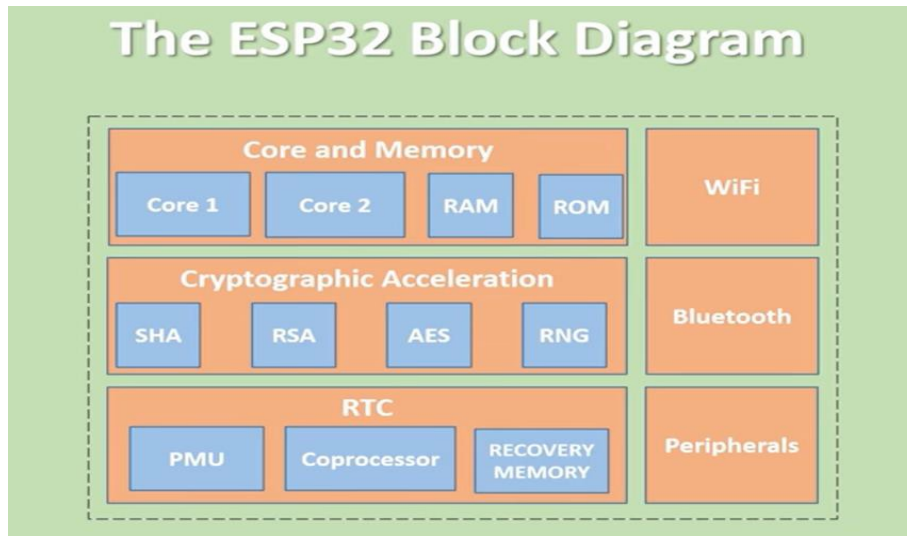 The ESP32 Block Diagram
Core and Memory
Core 1
Core 2
RAM
ROM
WiFi
Cryptographic Acceleration
SHA
RSA
AES
RNG
Bluetooth
RTC
PMU
Coprocessor
RECOVERY
MEMORY
Peripherals